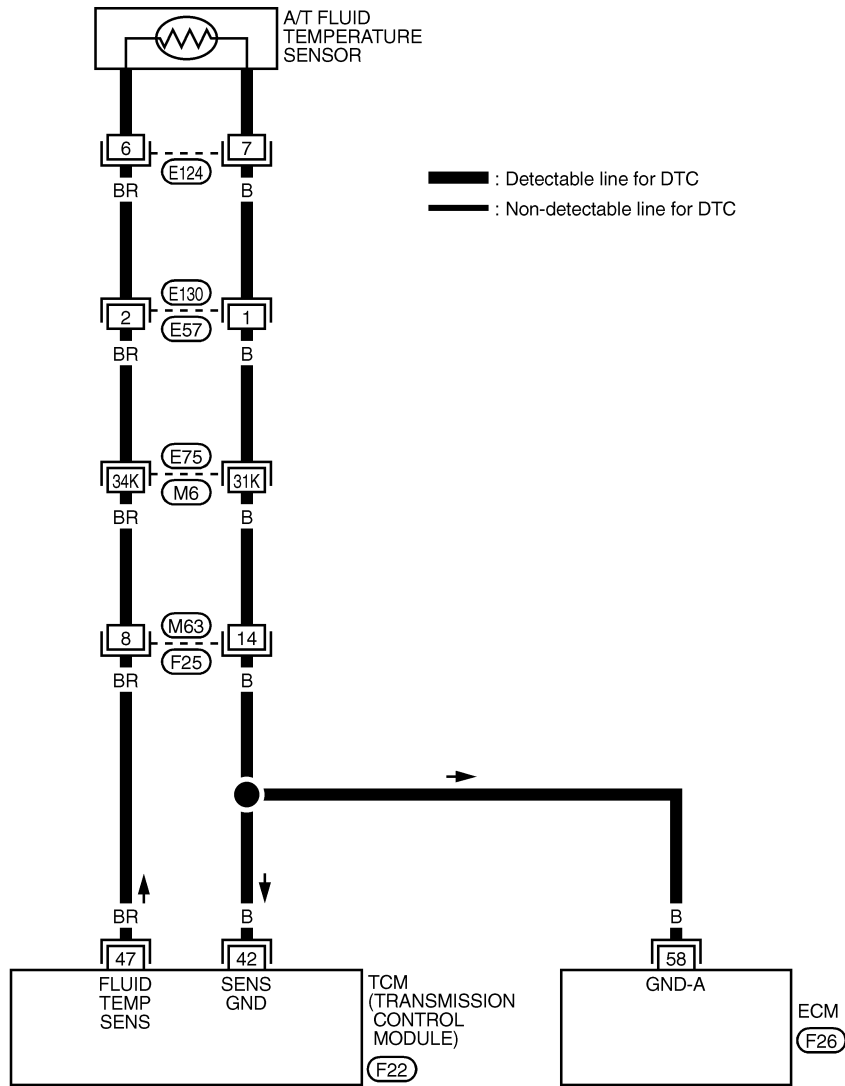 A/T FLUID
TEMPERATURE
SENSOR
6
7
E124
BR
B
: Detectable line for DTC
: Non-detectable line for DTC
E130
2
1
E57
BR
B
E75
34K
31K
M6
BR
B
M63
8
14
F25
BR
B
BR
B
B
47
42
58
FLUID
TEMP
SENS
SENS
GND
TCM
(TRANSMISSION
CONTROL
MODULE)
F22
GND-A
ECM
F26